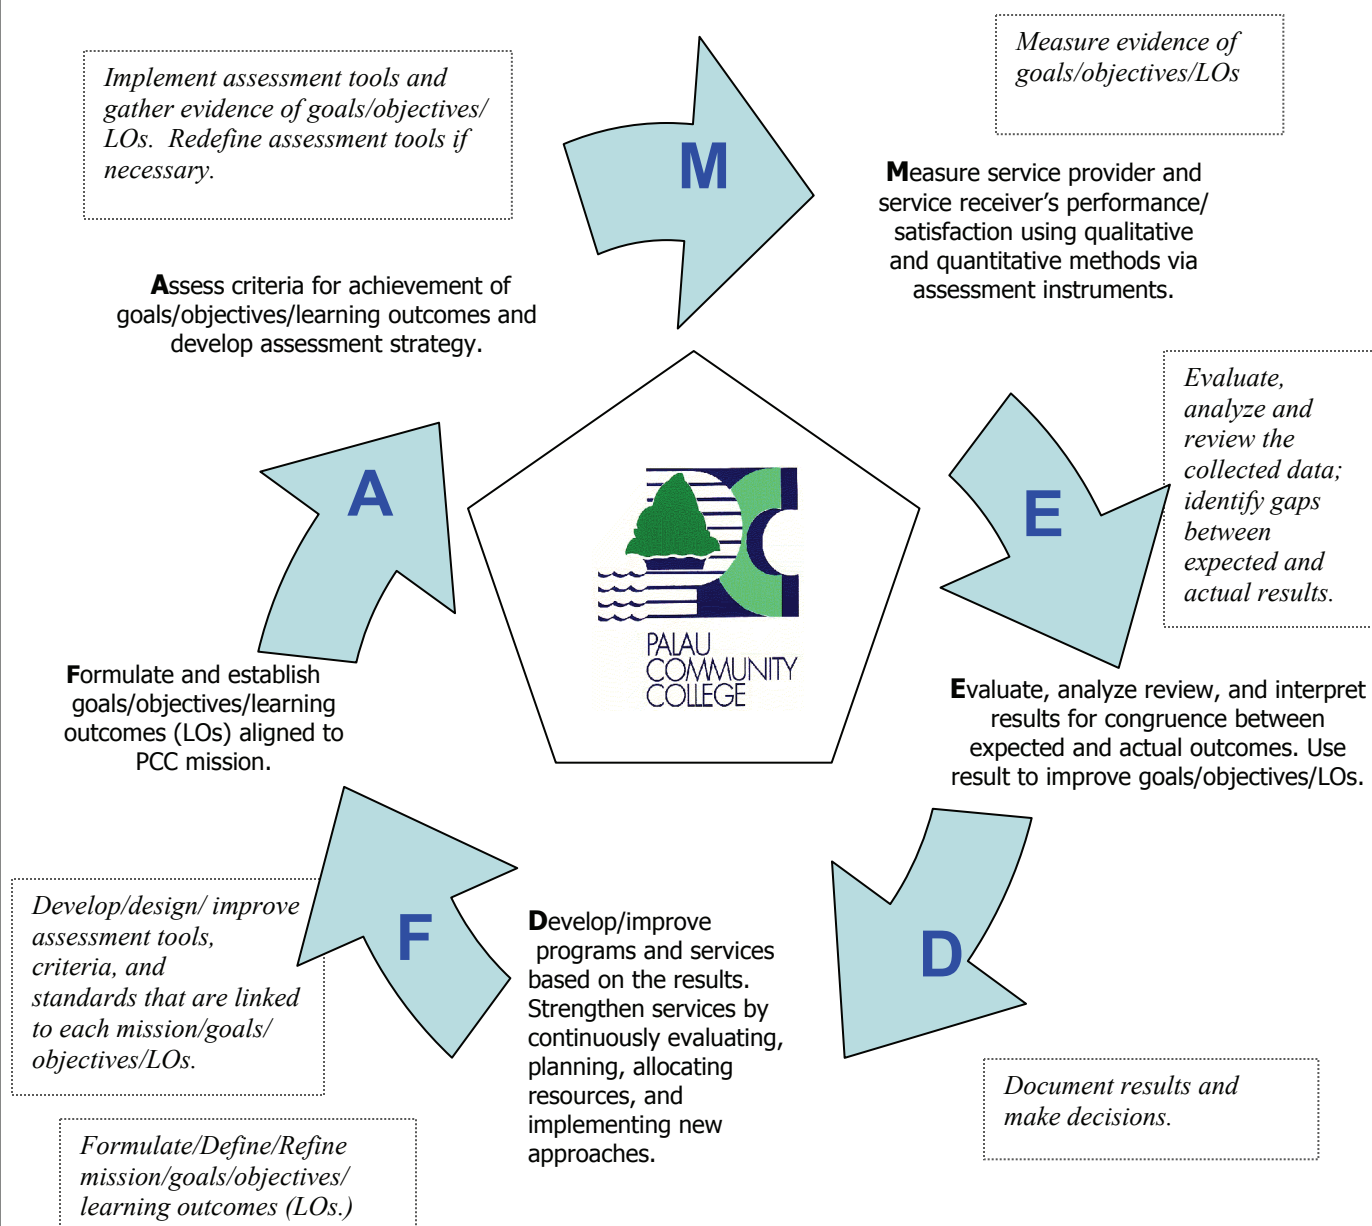 Implement assessment tools and
gather evidence of goals/objectives/
LOs.  Redefine assessment tools if
necessary.
M
Measure evidence of
goals/objectives/LOs
Measure service provider and
service receiver's performance/
satisfaction using qualitative
and quantitative methods via
assessment instruments.
Assess criteria for achievement of
goals/objectives/learning outcomes and
develop assessment strategy.
A
E
Evaluate,
analyze and
review the
collected data;
identify gaps
between
expected and
actual results.
PALAU
COMMUNITY
COLLEGE
Formulate and establish
goals/objectives/learning
outcomes (LOs) aligned to
PCC mission.
Evaluate, analyze review, and interpret
results for congruence between
expected and actual outcomes. Use
result to improve goals/objectives/LOs.
Develop/design/ improve
assessment tools,
criteria, and
standards that are linked
to each mission/goals/
objectives/LOs.
F
Develop/improve
programs and services
based on the results.
Strengthen services by
continuously evaluating,
planning, allocating
resources, and
implementing new
approaches.
D
Document results and
make decisions.
Formulate/Define/Refine
mission/goals/objectives/
learning outcomes (LOs.)